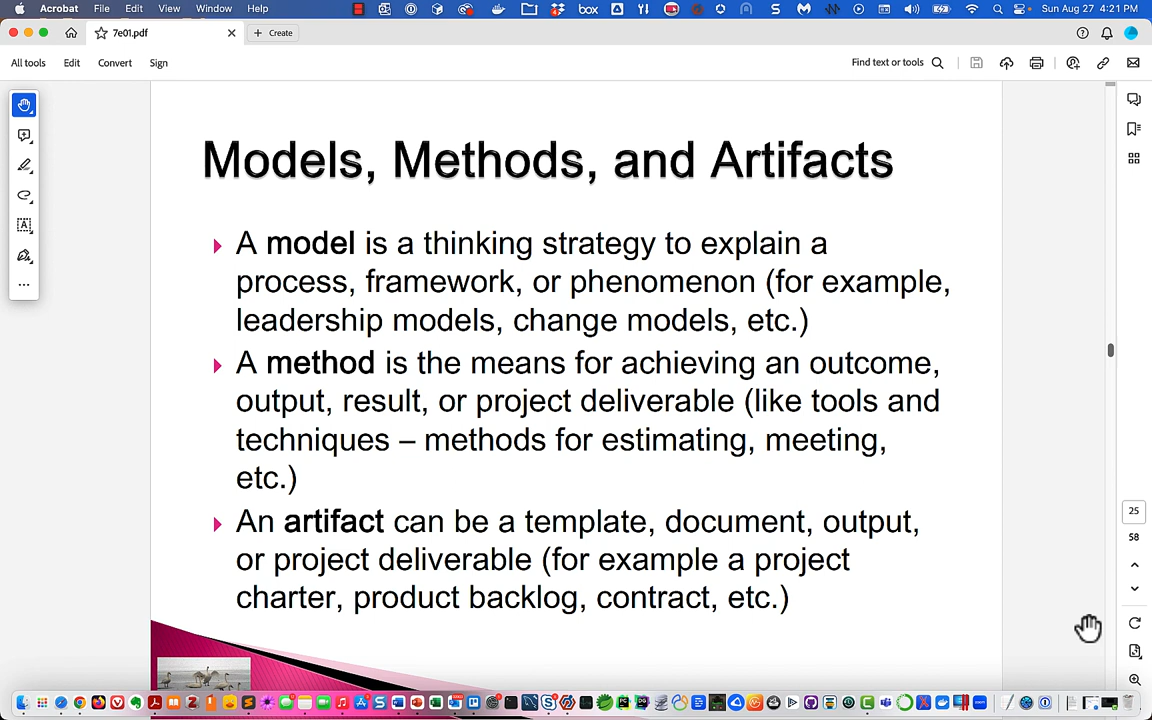 Acrobat File Edit View Window Help box Sun Aug 27 4:21 PM
7e01.pdf Create
All tools Edit Convert Sign Find text or tools
Models, Methods, and Artifacts
A model is a thinking strategy to explain a
process, framework, or phenomenon (for example,
leadership models, change models, etc.)
A method is the means for achieving an outcome,
output, result, or project deliverable (like tools and
techniques – methods for estimating, meeting,
etc.)
An artifact can be a template, document, output,
or project deliverable (for example a project
charter, product backlog, contract, etc.)
25
58